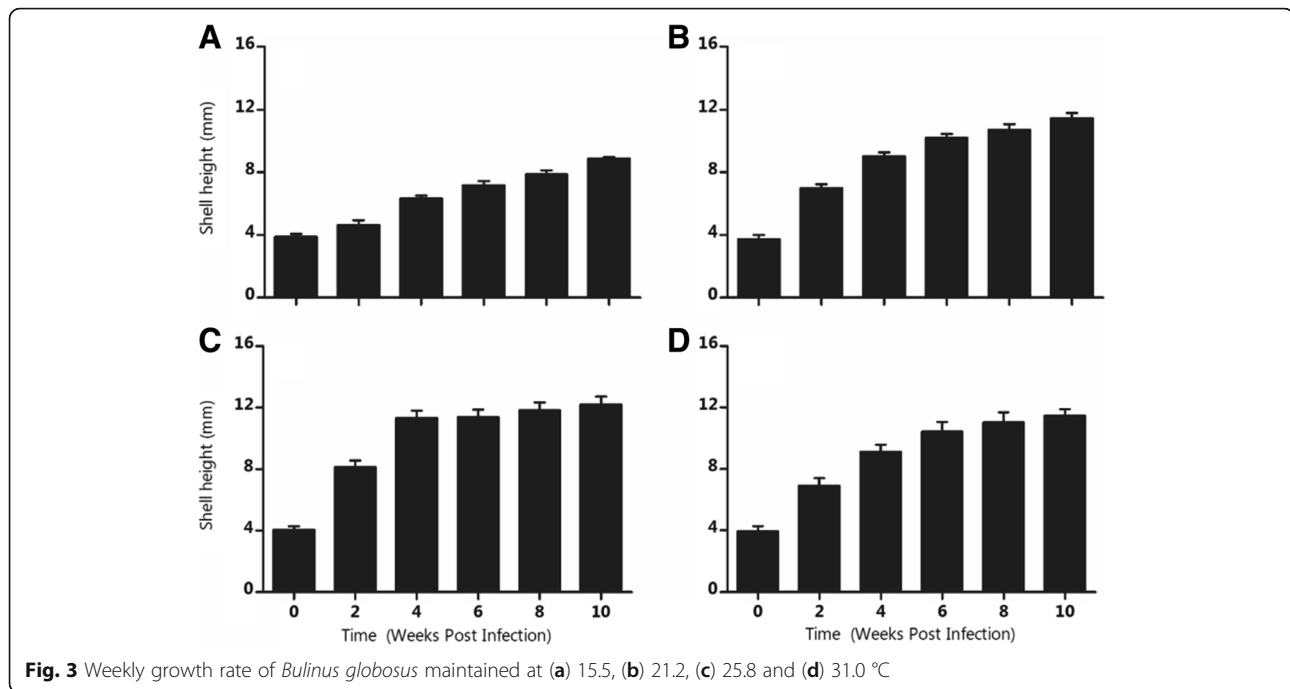 A
B
16
12
8
4
0
Shell height (mm)
16
12
8
4
0
C
D
16
12
8
4
0
Shell height (mm)
0 2 4 6 8 10
Time (Weeks Post Infection)
16
12
8
4
0
0 2 4 6 8 10
Time (Weeks Post Infection)
Fig. 3 Weekly growth rate of Bulinus globosus maintained at (a) 15.5, (b) 21.2, (c) 25.8 and (d) 31.0 °C